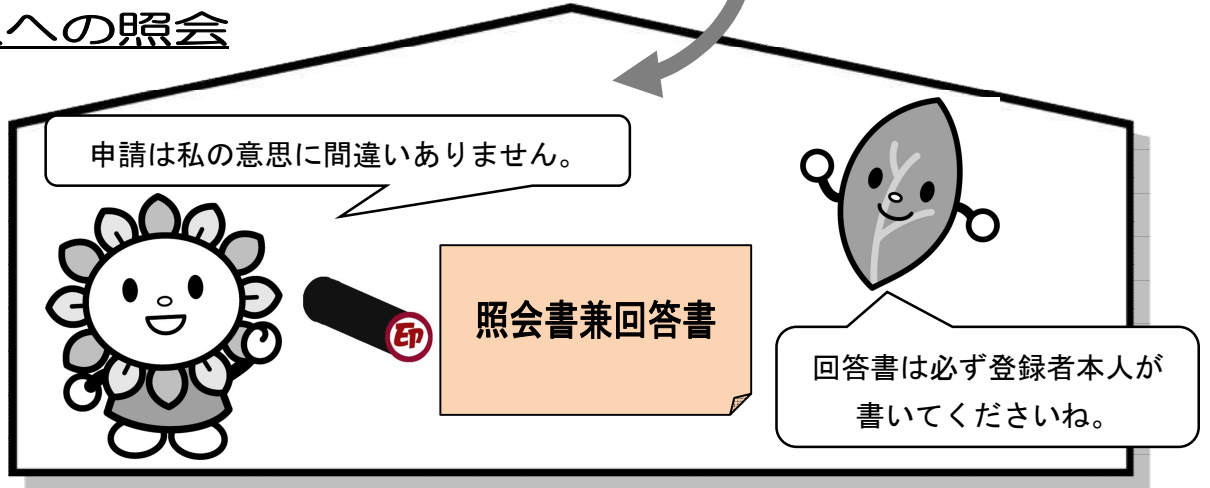 への照会
申請は私の意思に間違いありません。
印
照会書兼回答書
回答書は必ず登録者本人が
書いてくださいね。